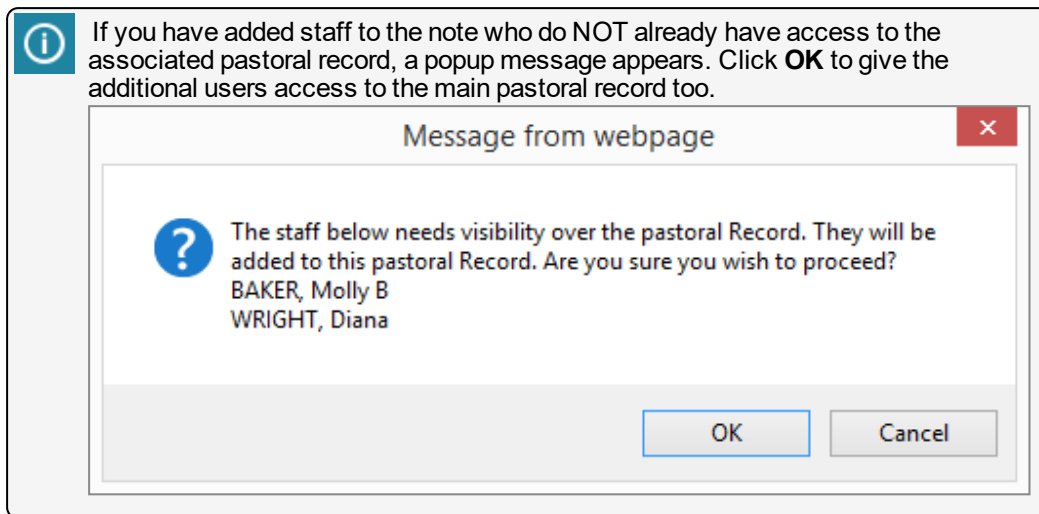 If you have added staff to the note who do NOT already have access to the
associated pastoral record, a popup message appears. Click OK to give the
additional users access to the main pastoral record too.
Message from webpage
The staff below needs visibility over the pastoral Record. They will be
added to this pastoral Record. Are you sure you wish to proceed?
BAKER, Molly B
WRIGHT, Diana
OK
Cancel